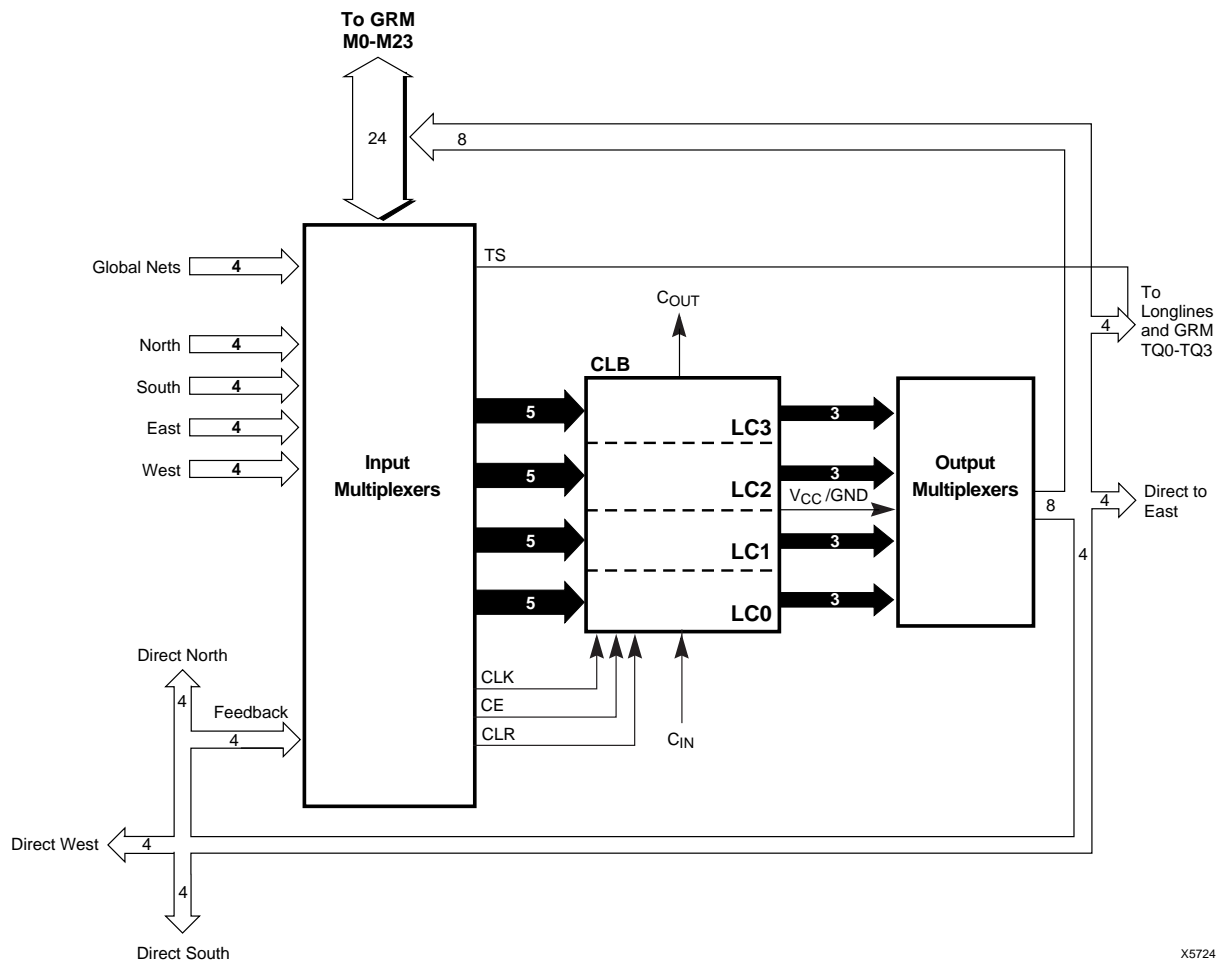 To GRM
M0-M23
24
8
Global Nets
4
TS
North
4
South
4
East
4
West
4
Input
Multiplexers
COUT
CLB
5
LC3
3
5
LC2
3
VCC /GND
5
LC1
3
5
LC0
3
Output
Multiplexers
8
4
To
Longlines
and GRM
TQ0-TQ3
4
Direct to
East
4
CLK
CE
CLR
CIN
Direct North
4
Feedback
4
Direct West
4
4
Direct South
X5724